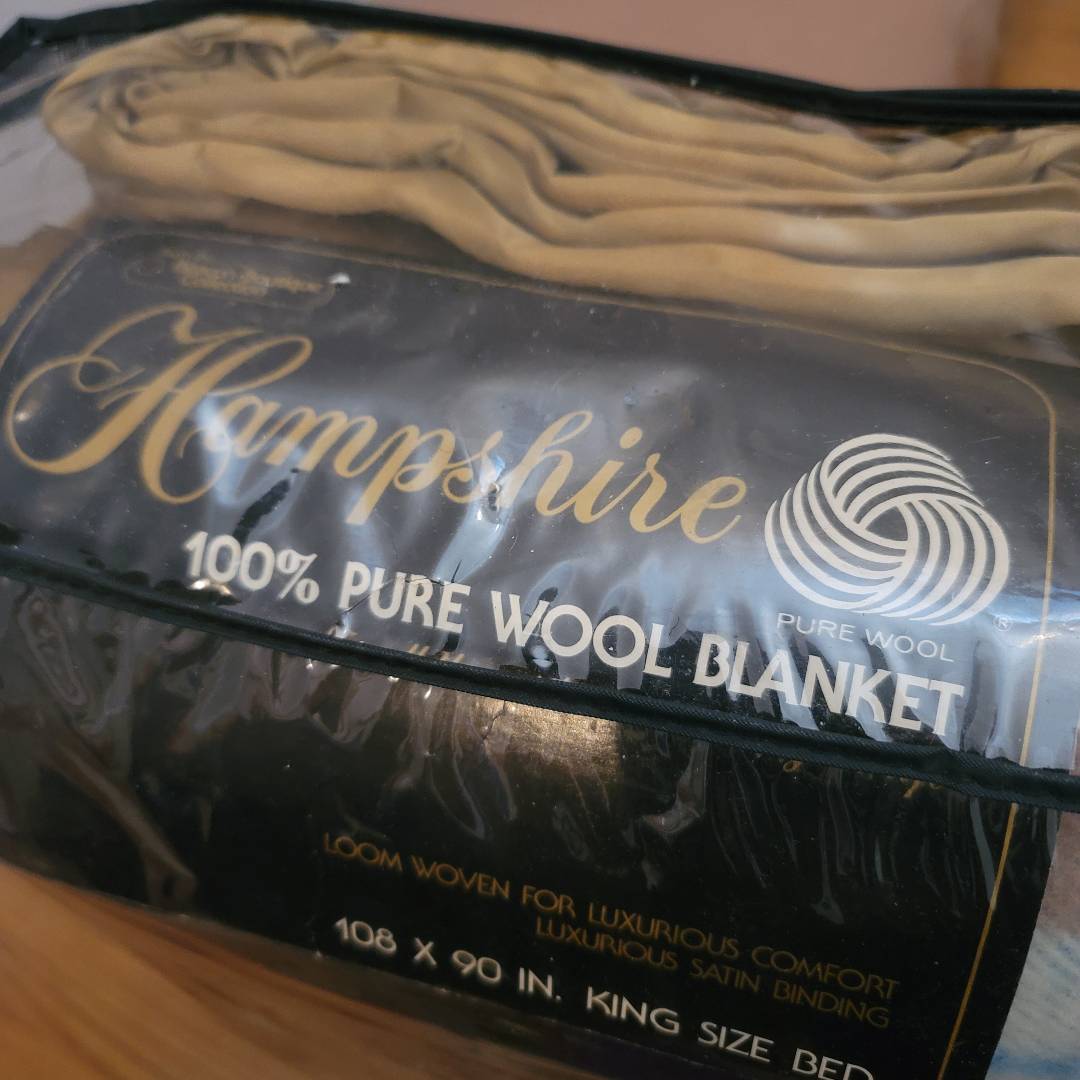 Hampshire
100% PURE WOOL BLANKET
PURE WOOL
®
LOOM WOVEN FOR LUXURIOUS COMFORT
LUXURIOUS SATIN BINDING
108 X 90 IN. KING SIZE BED